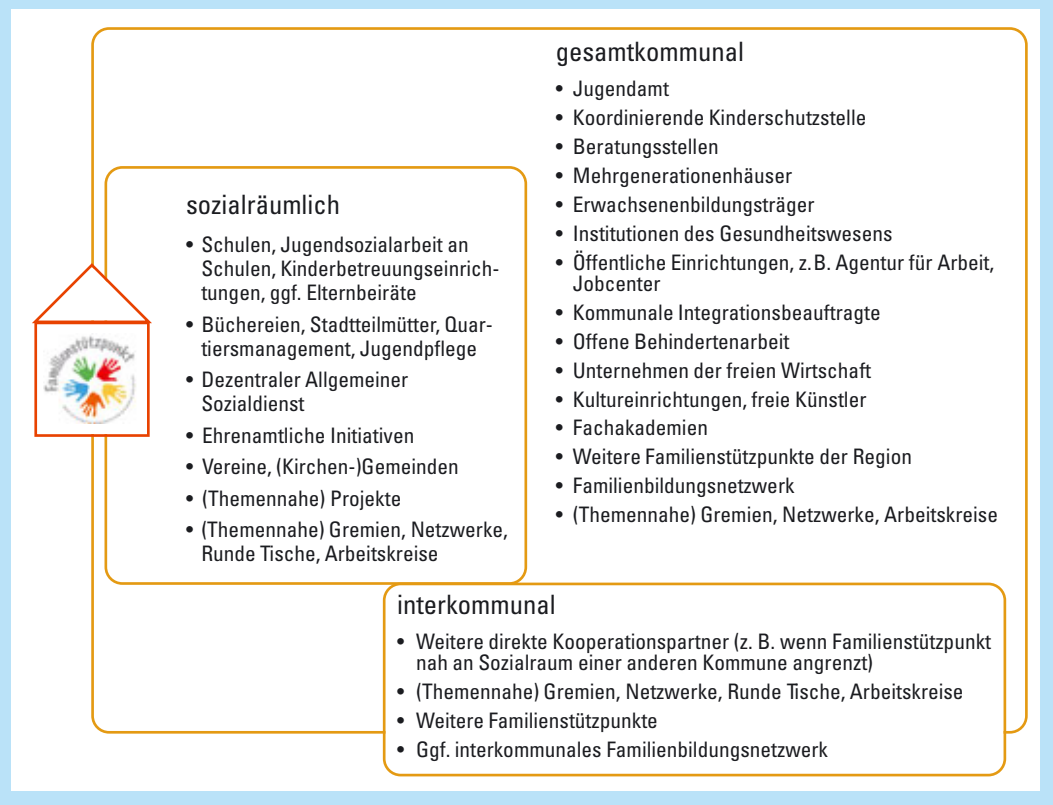 gesamtkommunal
• Jugendamt
• Koordinierende Kinderschutzstelle
• Beratungsstellen
• Mehrgenerationenhäuser
• Erwachsenenbildungsträger
• Institutionen des Gesundheitswesens
• Öffentliche Einrichtungen, z. B. Agentur für Arbeit,
Jobcenter
• Kommunale Integrationsbeauftragte
• Offene Behindertenarbeit
• Unternehmen der freien Wirtschaft
• Kultureinrichtungen, freie Künstler
• Fachakademien
• Weitere Familienstützpunkte der Region
• Familienbildungsnetzwerk
• (Themennahe) Gremien, Netzwerke, Arbeitskreise
sozialräumlich
• Schulen, Jugendsozialarbeit an
Schulen, Kinderbetreuungseinrich-
tungen, ggf. Elternbeiräte
• Büchereien, Stadtteilmütter, Quar-
tiersmanagement, Jugendpflege
• Dezentraler Allgemeiner
Sozialdienst
• Ehrenamtliche Initiativen
• Vereine, (Kirchen-)Gemeinden
• (Themennahe) Projekte
• (Themennahe) Gremien, Netzwerke,
Runde Tische, Arbeitskreise
Familienstützpunkt
interkommunal
• Weitere direkte Kooperationspartner (z. B. wenn Familienstützpunkt
nah an Sozialraum einer anderen Kommune angrenzt)
• (Themennahe) Gremien, Netzwerke, Runde Tische, Arbeitskreise
• Weitere Familienstützpunkte
• Ggf. interkommunales Familienbildungsnetzwerk